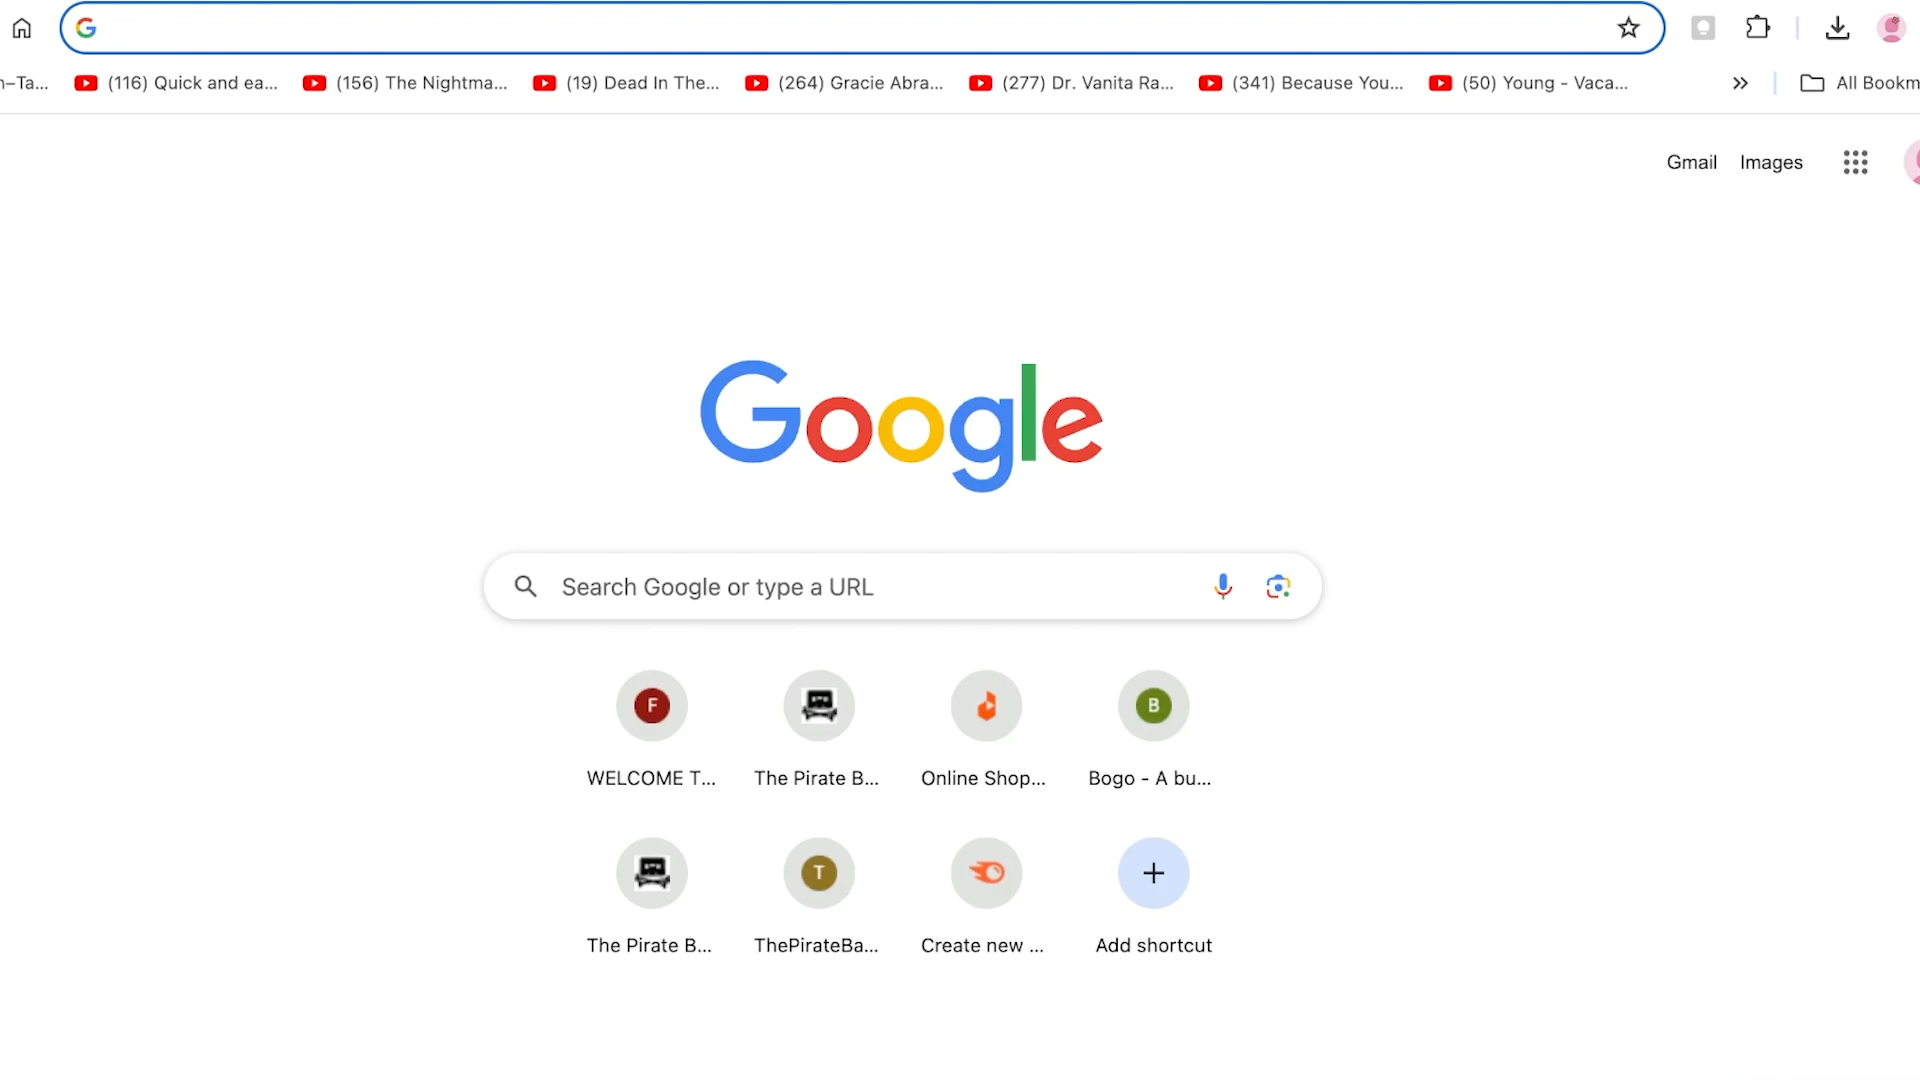 n-Ta... (116) Quick and ea... (156) The Nightma... (19) Dead In The... (264) Gracie Abra... (277) Dr. Vanita Ra... (341) Because You... (50) Young - Vaca... All Bookm
Gmail Images
Google
Search Google or type a URL
F B
WELCOME T... The Pirate B... Online Shop... Bogo - A bu...
T
The Pirate B... ThePirateBa... Create new ... Add shortcut